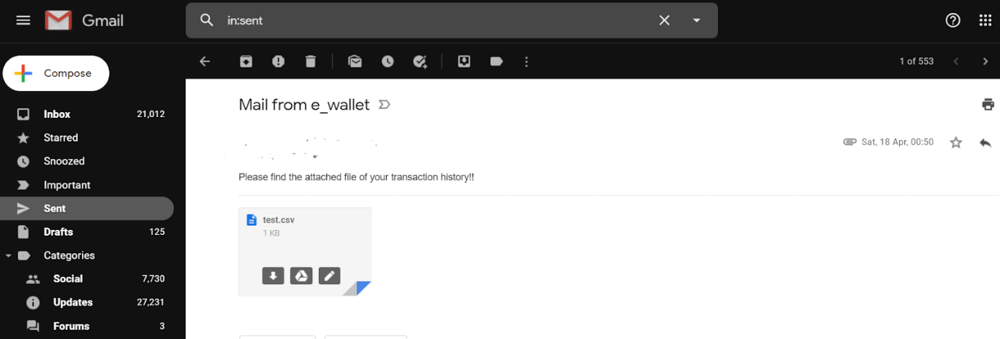 Gmail
in:sent
Compose
1 of 553
Mail from e_wallet
Inbox 21,012
Starred
Sat, 18 Apr, 00:50
Snoozed
Please find the attached file of your transaction history!!
Important
Sent
test.csv
Drafts 125
1 KB
Categories
Social 7,730
Updates 27,231
Forums 3